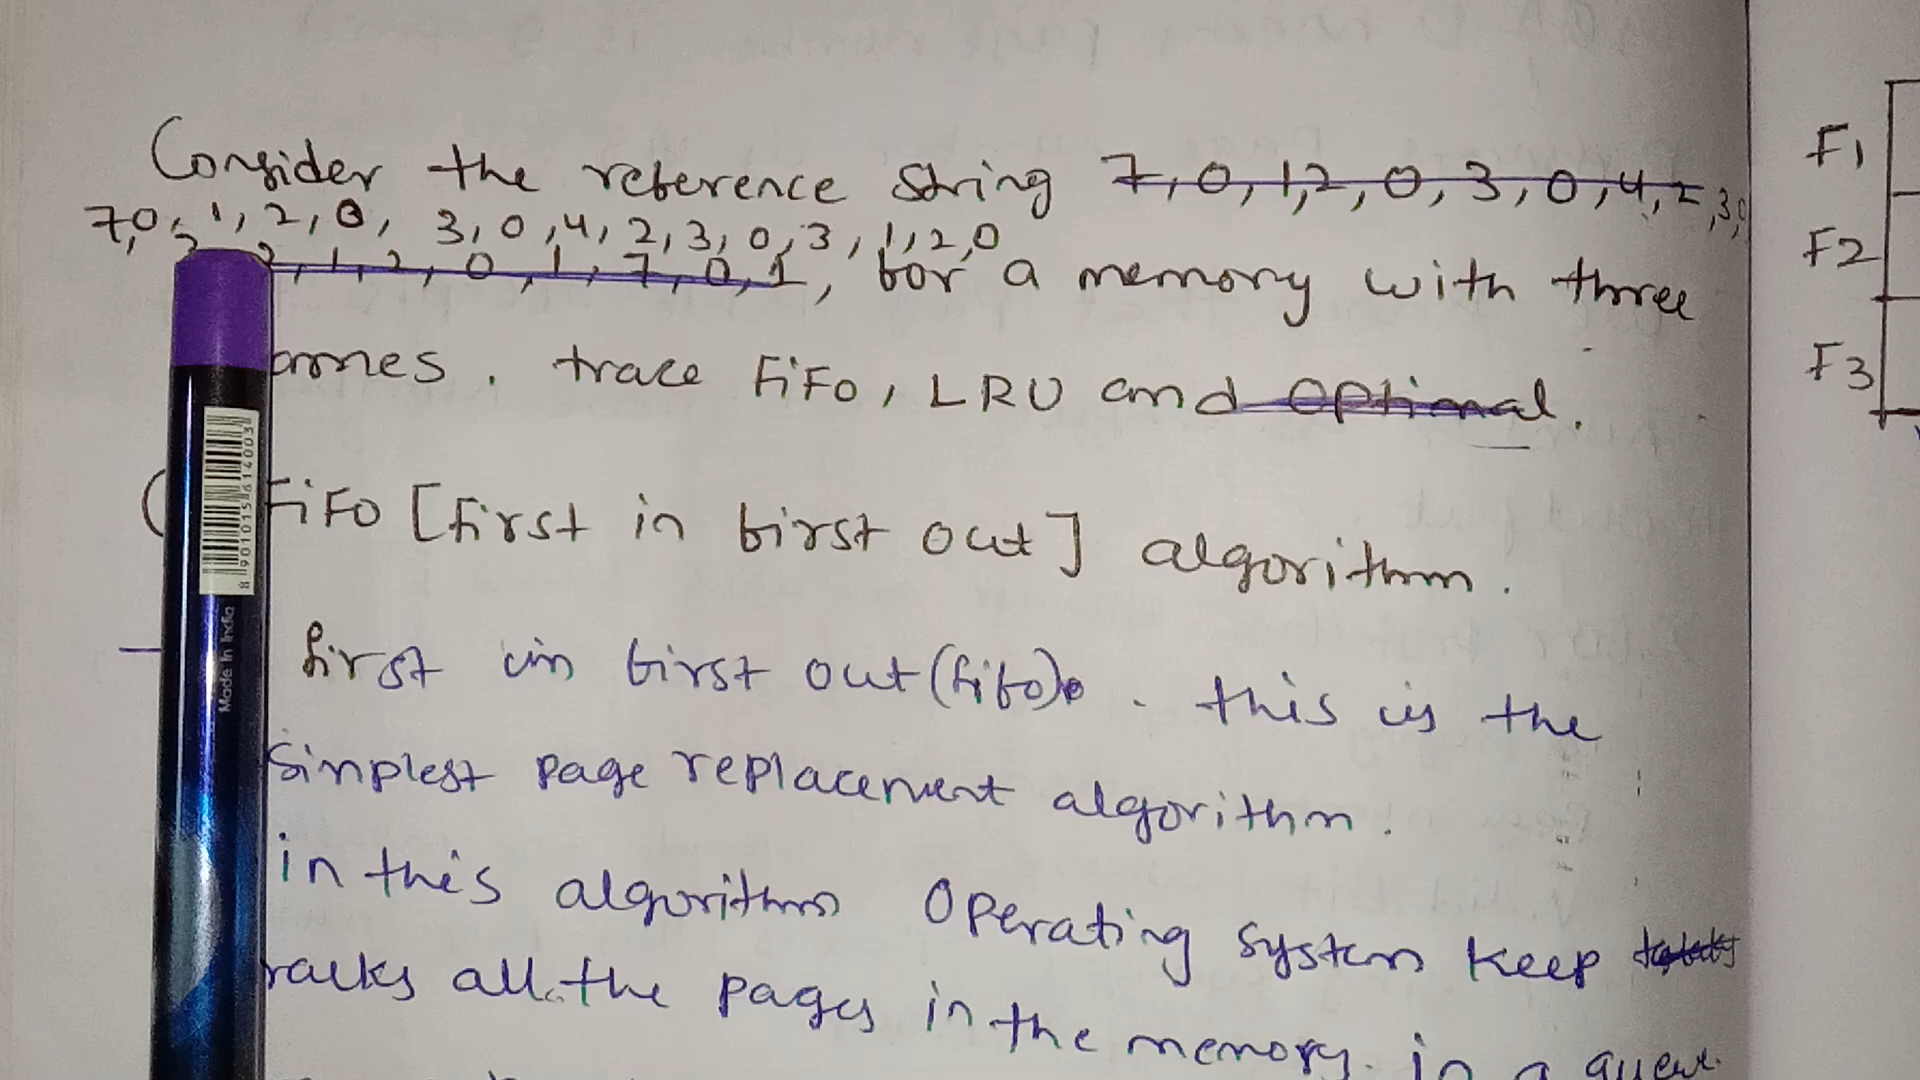 Consider the reference string 7,0,1,2,0,3,0,4,2,3,0,
7,0,1,2,0,3,0,4,2,3,0,3,1,2,0
1,2,0,1,7,0,1, for a memory with three
trace FiFo, LRU and optimal.
FiFo [first in first out] algorithm.
first in first out (fifo). this is the
simplest page replacement algorithm.
in this algorithm operating system keep
all the pages in the memory in a
F1
F2
F3
8901015614003
Made in India